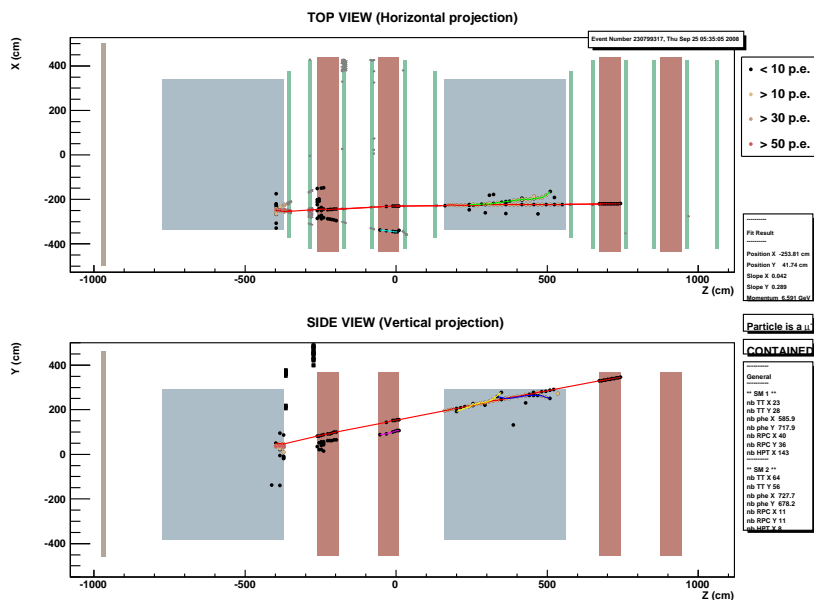 TOP VIEW (Horizontal projection)
Event Number 230799317, Thu Sep 25 05:35:05 2008
X (cm)
400
200
0
-200
-400
-1000
-500
0
500
1000
Z (cm)
< 10 p.e.
> 10 p.e.
> 30 p.e.
> 50 p.e.
----------
Fit Result
----------
Position X -253.81 cm
Position Y 41.74 cm
Slope X 0.042
Slope Y 0.289
Momentum 6.591 GeV
SIDE VIEW (Vertical projection)
Y (cm)
400
200
0
-200
-400
-1000
-500
0
500
1000
Z (cm)
Particle is a μ
CONTAINED
----------
General
----------
** SM 1 **
nb TT X 23
nb TT Y 28
nb phe X 585.9
nb phe Y 717.9
nb RPC X 40
nb RPC Y 36
nb HPT X 143
----------
** SM 2 **
nb TT X 64
nb TT Y 56
nb phe X 727.7
nb phe Y 678.2
nb RPC X 11
nb RPC Y 11
nb HPT X 8